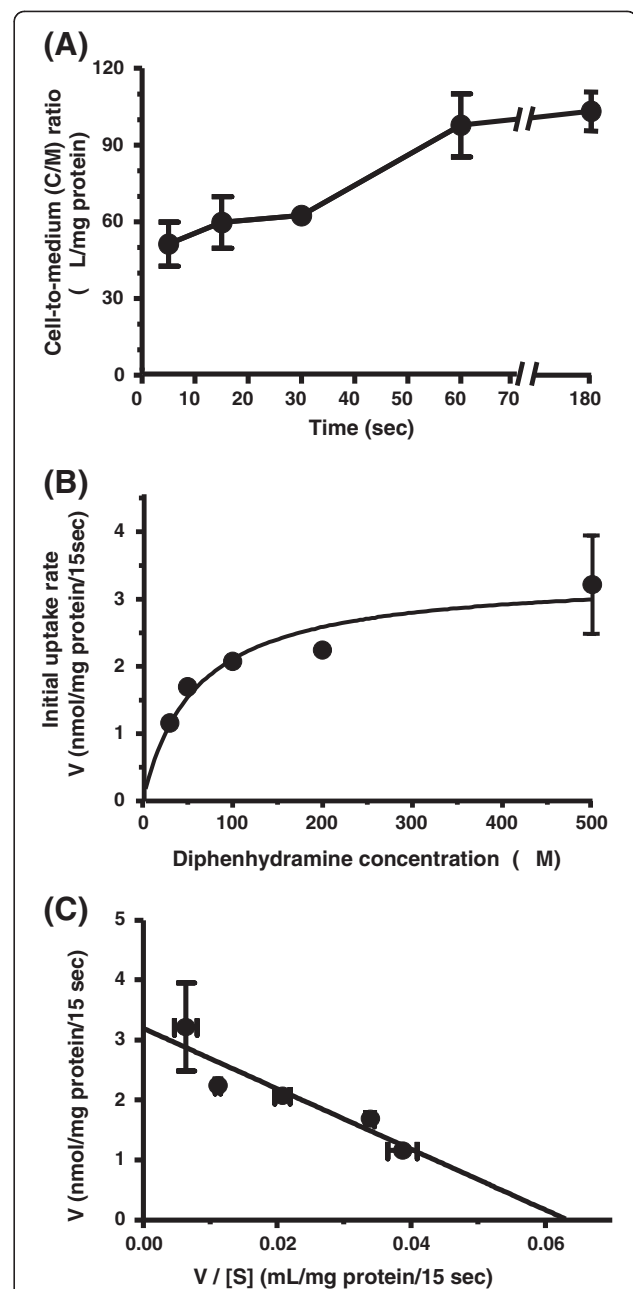 (A)
Cell-to-medium (C/M) ratio
( L/mg protein)
120
90
60
30
0
0 10 20 30 40 50 60 70 180
Time (sec)
(B)
Initial uptake rate
V (nmol/mg protein/15sec)
4
3
2
1
0
0 100 200 300 400 500
Diphenhydramine concentration ( M)
(C)
V (nmol/mg protein/15 sec)
5
4
3
2
1
0
0.00 0.02 0.04 0.06
V / [S] (mL/mg protein/15 sec)